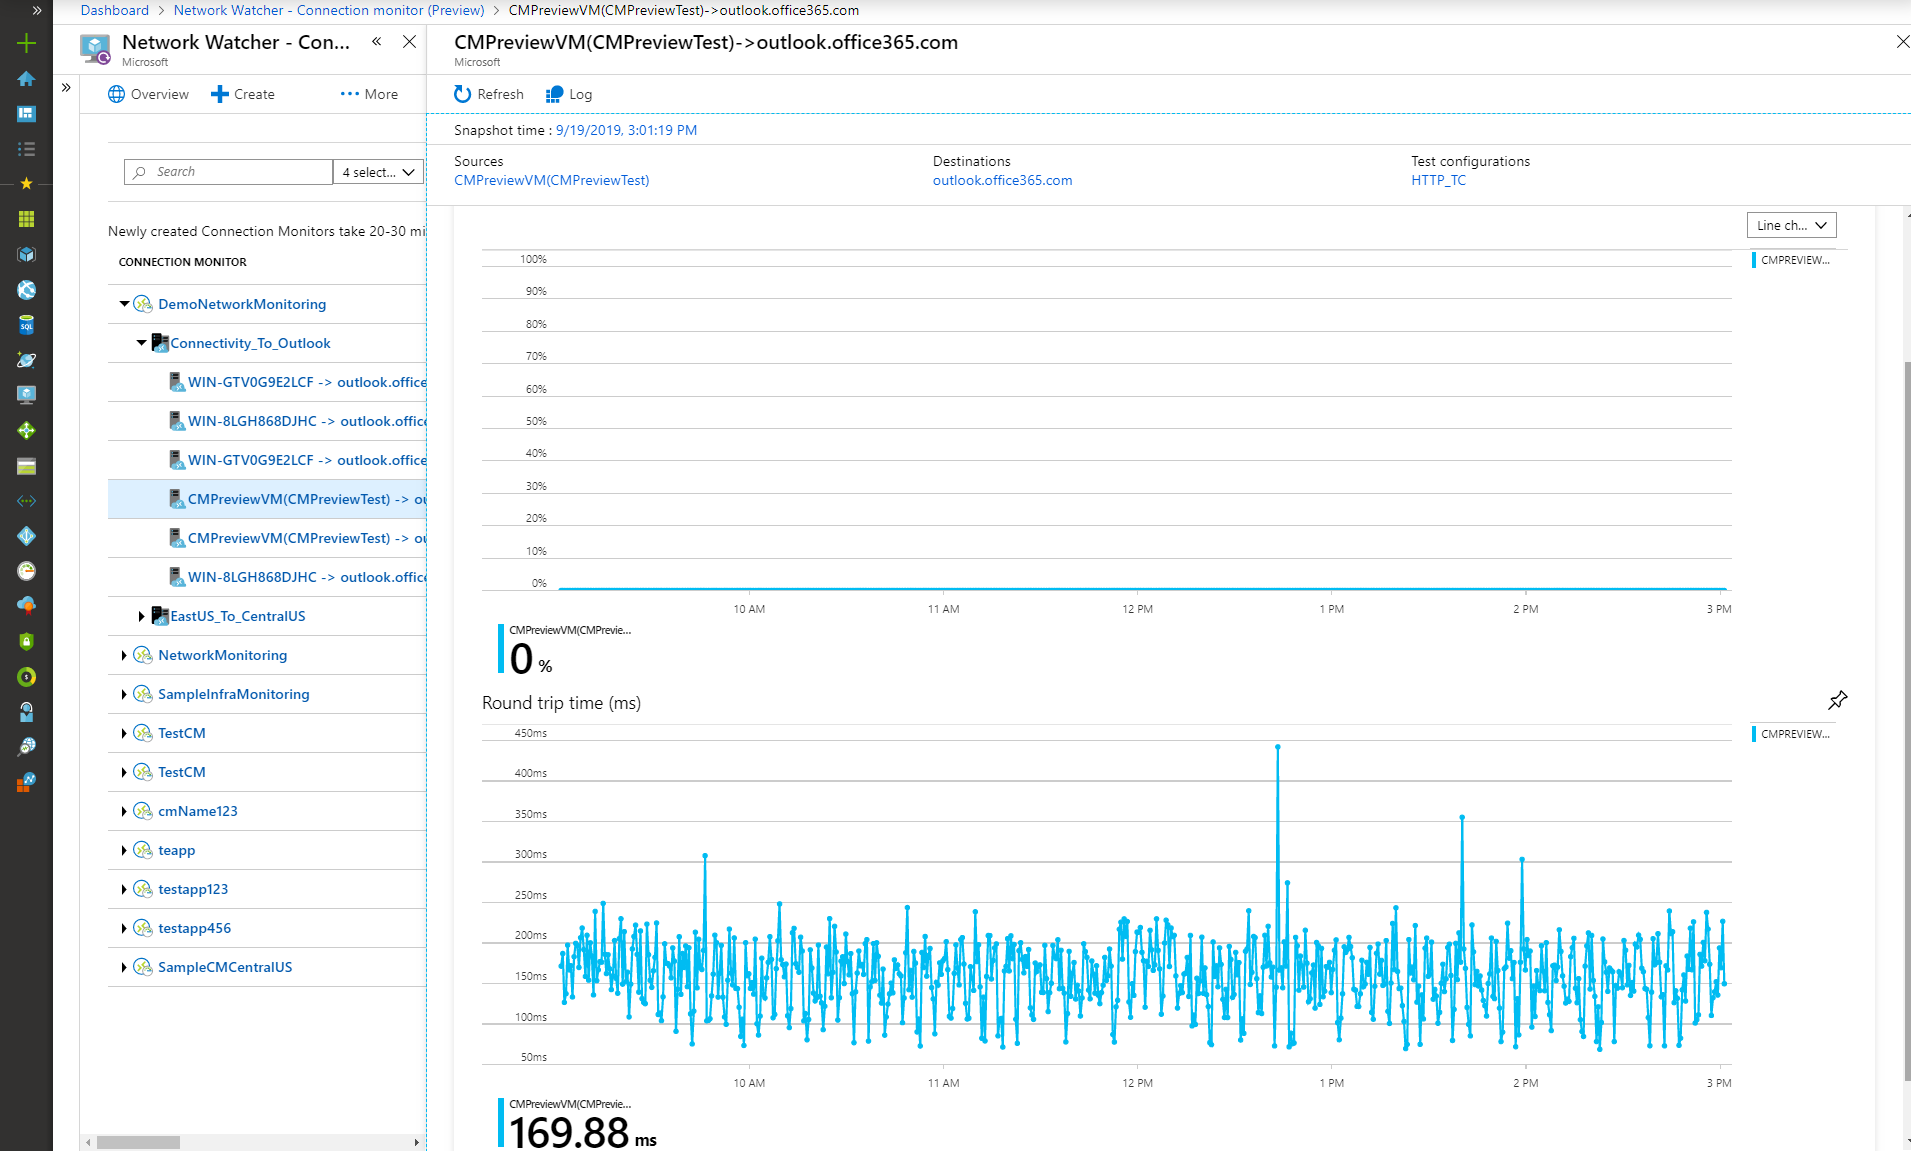 Dashboard > Network Watcher - Connection monitor (Preview) > CMPreviewVM(CMPreviewTest)->outlook.office365.com
Network Watcher - Con...
Microsoft
Overview
Create
More
Search
4 select...
Newly created Connection Monitors take 20-30 mi
CONNECTION MONITOR
DemoNetworkMonitoring
Connectivity_To_Outlook
WIN-GTV0G9E2LCF -> outlook.office
WIN-8LGH868DJHC -> outlook.office
WIN-GTV0G9E2LCF -> outlook.office
CMPreviewVM(CMPreviewTest) -> ou
CMPreviewVM(CMPreviewTest) -> ou
WIN-8LGH868DJHC -> outlook.office
EastUS_To_CentralUS
NetworkMonitoring
SampleInfraMonitoring
TestCM
TestCM
cmName123
teapp
testapp123
testapp456
SampleCMCentralUS
CMPreviewVM(CMPreviewTest)->outlook.office365.com
Microsoft
Refresh
Log
Snapshot time : 9/19/2019, 3:01:19 PM
Sources
CMPreviewVM(CMPreviewTest)
Destinations
outlook.office365.com
Test configurations
HTTP_TC
Line ch...
CMPREVIEW...
100%
90%
80%
70%
60%
50%
40%
30%
20%
10%
0%
10 AM 11 AM 12 PM 1 PM 2 PM 3 PM
CMPreviewVM(CMPrevie...
0 %
Round trip time (ms)
CMPREVIEW...
450ms
400ms
350ms
300ms
250ms
200ms
150ms
100ms
50ms
10 AM 11 AM 12 PM 1 PM 2 PM 3 PM
CMPreviewVM(CMPrevie...
169.88 ms